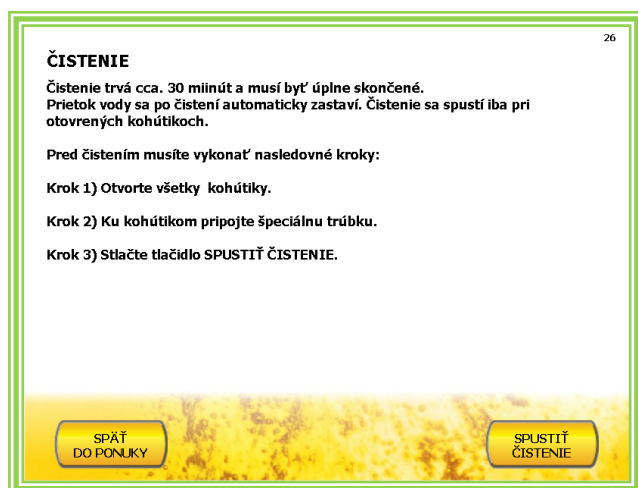 26
ČISTENIE
Čistenie trvá cca. 30 miinút a musí byť úplne skončené.
Prietok vody sa po čistení automaticky zastaví. Čistenie sa spustí iba pri
otovrených kohútikoch.
Pred čistením musíte vykonať nasledovné kroky:
Krok 1) Otvorte všetky kohútiky.
Krok 2) Ku kohútikom pripojte špeciálnu trúbku.
Krok 3) Stlačte tlačidlo SPUSTIŤ ČISTENIE.
SPÄŤ
DO PONUKY
SPUSTIŤ
ČISTENIE